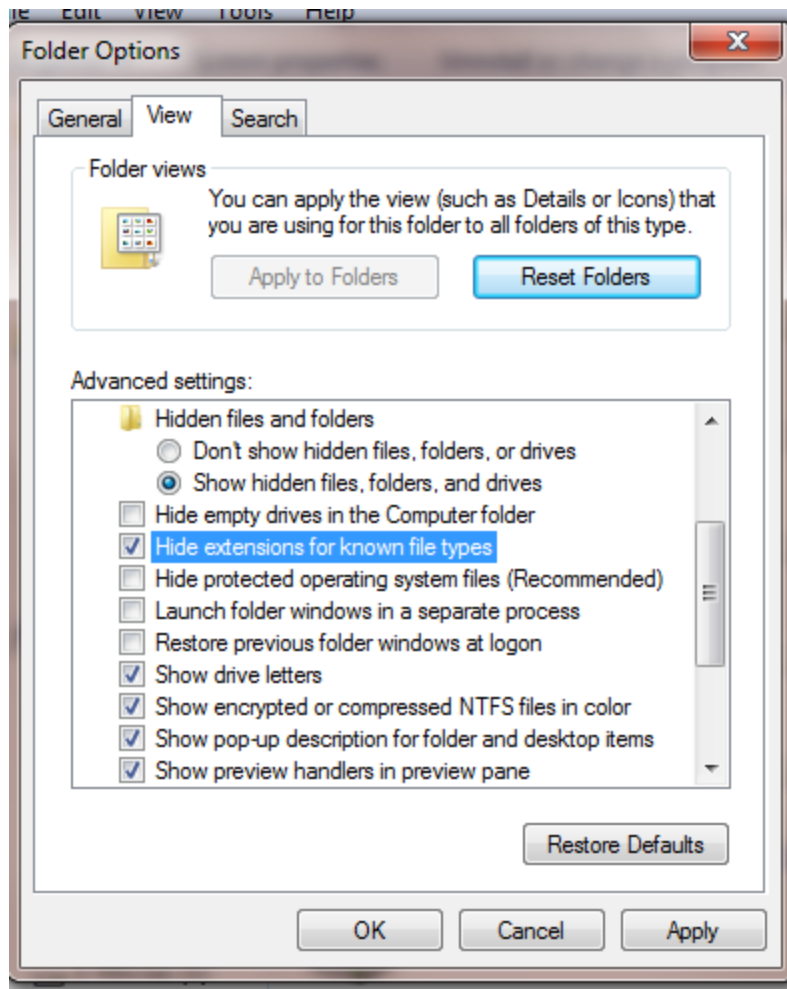 Edit View Tools Help
Folder Options
General View Search
Folder views
You can apply the view (such as Details or Icons) that
you are using for this folder to all folders of this type.
Apply to Folders Reset Folders
Advanced settings:
Hidden files and folders
Don't show hidden files, folders, or drives
Show hidden files, folders, and drives
Hide empty drives in the Computer folder
Hide extensions for known file types
Hide protected operating system files (Recommended)
Launch folder windows in a separate process
Restore previous folder windows at logon
Show drive letters
Show encrypted or compressed NTFS files in color
Show pop-up description for folder and desktop items
Show preview handlers in preview pane
Restore Defaults
OK Cancel Apply